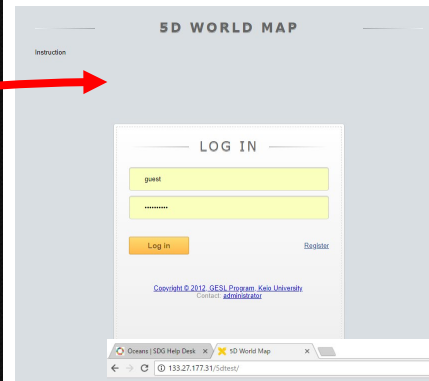 5D WORLD MAP
Instruction
LOG IN
guest
••••••••••
Log in
Register
Copyright © 2012, GESL Program, Keio University
Contact: administrator
Oceans | SDG Help Desk
5D World Map
133.27.177.31/Sdtest/